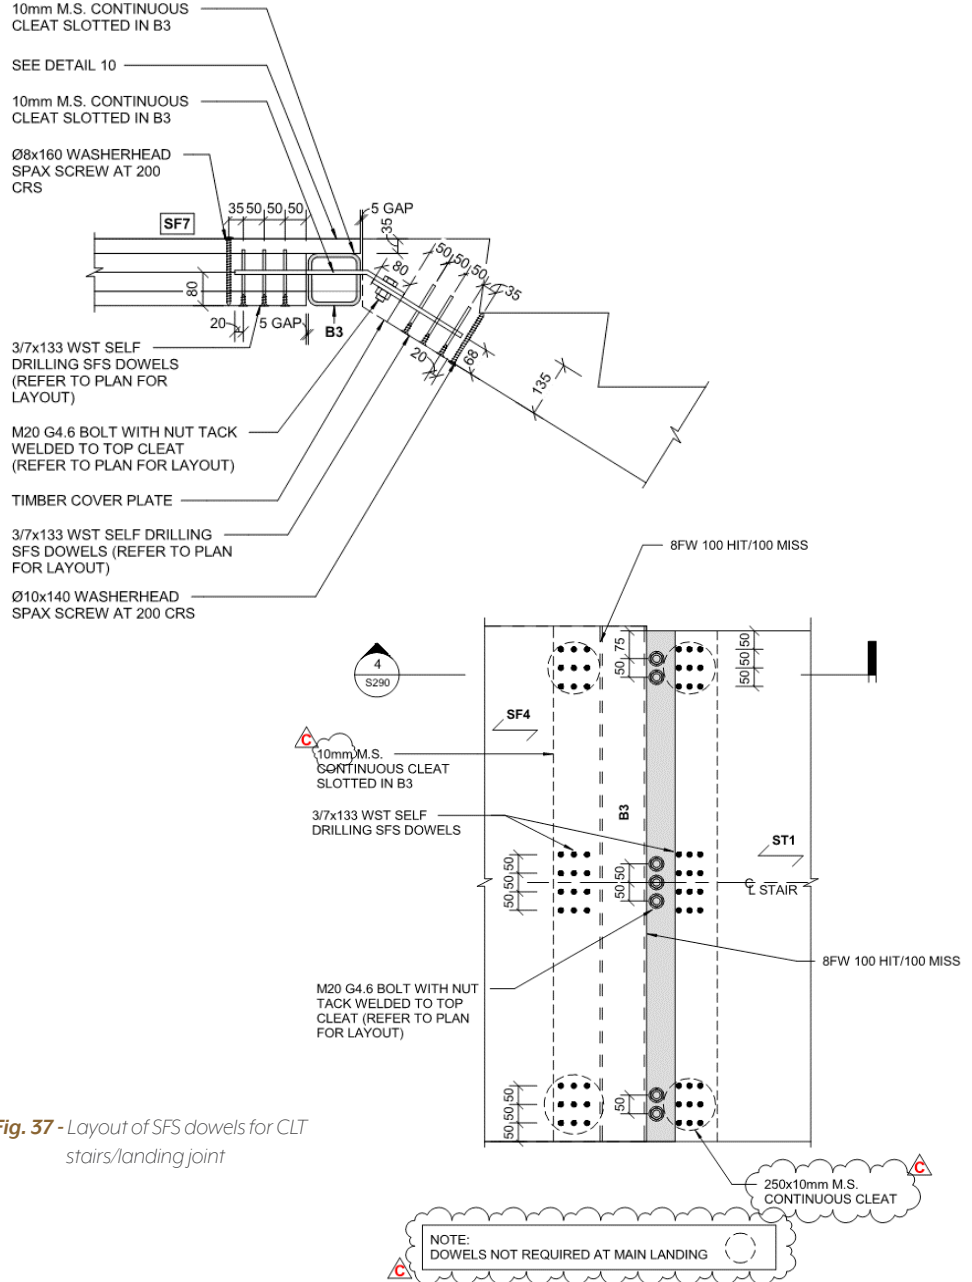 10mm M.S. CONTINUOUS
CLEAT SLOTTED IN B3
SEE DETAIL 10
10mm M.S. CONTINUOUS
CLEAT SLOTTED IN B3
Ø8x160 WASHERHEAD
SPAX SCREW AT 200
CRS
SF7
35 50 50 50
5 GAP
35
80
50 50 50
35
80
20
5 GAP
B3
20
68
135
3/7x133 WST SELF
DRILLING SFS DOWELS
(REFER TO PLAN FOR
LAYOUT)
M20 G4.6 BOLT WITH NUT TACK
WELDED TO TOP CLEAT
(REFER TO PLAN FOR LAYOUT)
TIMBER COVER PLATE
3/7x133 WST SELF DRILLING
SFS DOWELS (REFER TO PLAN
FOR LAYOUT)
Ø10x140 WASHERHEAD
SPAX SCREW AT 200 CRS
8FW 100 HIT/100 MISS
75
50
50
50
50
4
S290
SF4
C
10mm M.S.
CONTINUOUS CLEAT
SLOTTED IN B3
3/7x133 WST SELF
DRILLING SFS DOWELS
B3
ST1
50
50
50
50
50
CL STAIR
8FW 100 HIT/100 MISS
M20 G4.6 BOLT WITH NUT
TACK WELDED TO TOP
CLEAT (REFER TO PLAN
FOR LAYOUT)
50
50
50
50
Fig. 37 - Layout of SFS dowels for CLT
stairs/landing joint
C
250x10mm M.S.
CONTINUOUS CLEAT
NOTE:
DOWELS NOT REQUIRED AT MAIN LANDING
C